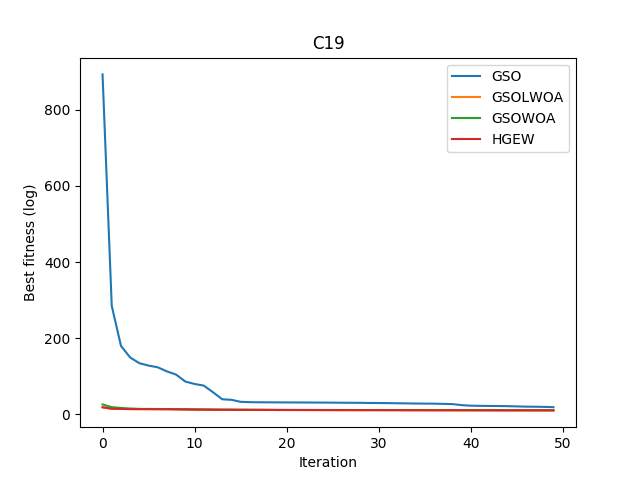 C19
GSO
GSOLWOA
GSOWOA
HGEW
Best fitness (log)
800
600
400
200
0
0 10 20 30 40 50
Iteration